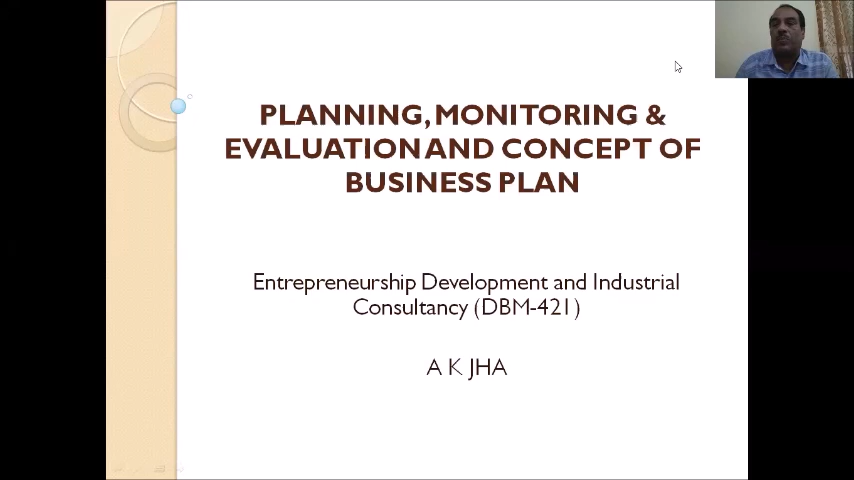 PLANNING, MONITORING &
EVALUATION AND CONCEPT OF
BUSINESS PLAN
Entrepreneurship Development and Industrial
Consultancy (DBM-421)
A K JHA